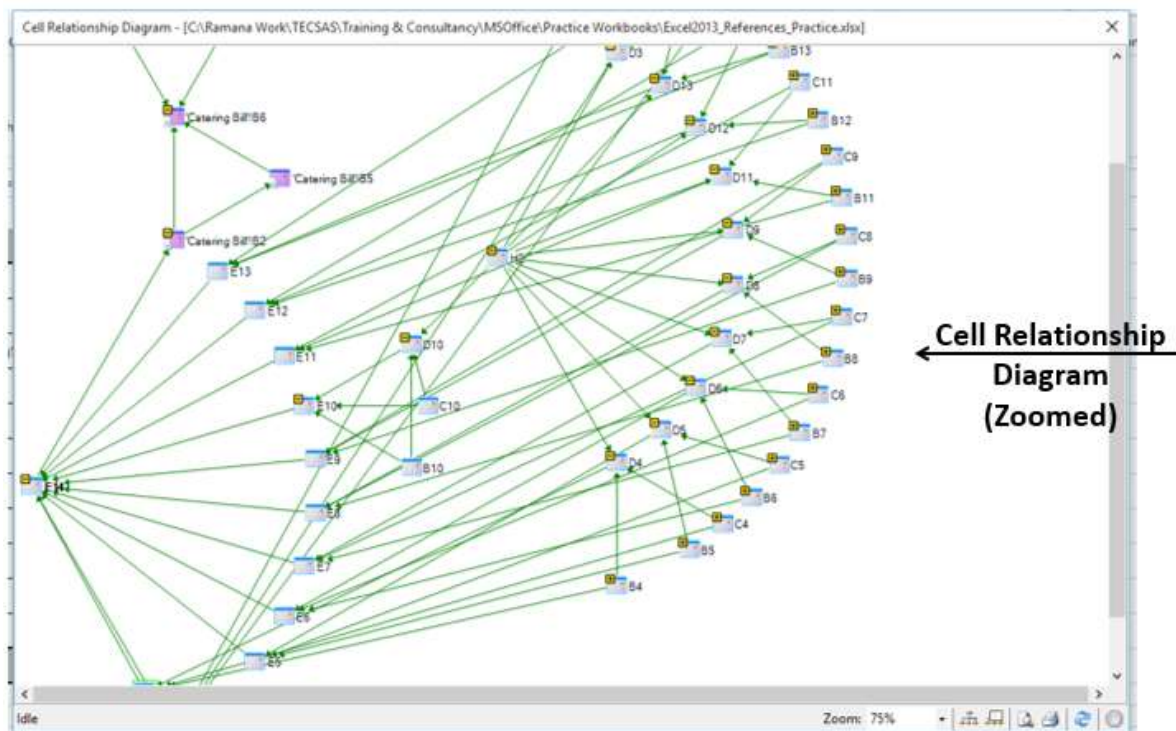 Cell Relationship Diagram - [C:\Ramana Work\TECSAS\Training & Consultancy\MSOffice\Practice Workbooks\Excel2013_References_Practice.xlsx]
D3
B13
D13
C11
'Catering Bill'!B6
D12
B12
C9
'Catering Bill'!B5
D11
B11
D9
C8
'Catering Bill'!B2
H2
E13
B9
D8
E12
C7
D7
Cell Relationship
D10
E11
B8
Diagram
D6
C6
E10
C10
(Zoomed)
D5
B7
E9
B10
D4
C5
E14
B6
E8
C4
B5
E7
B4
E6
E5
Idle
Zoom: 75%